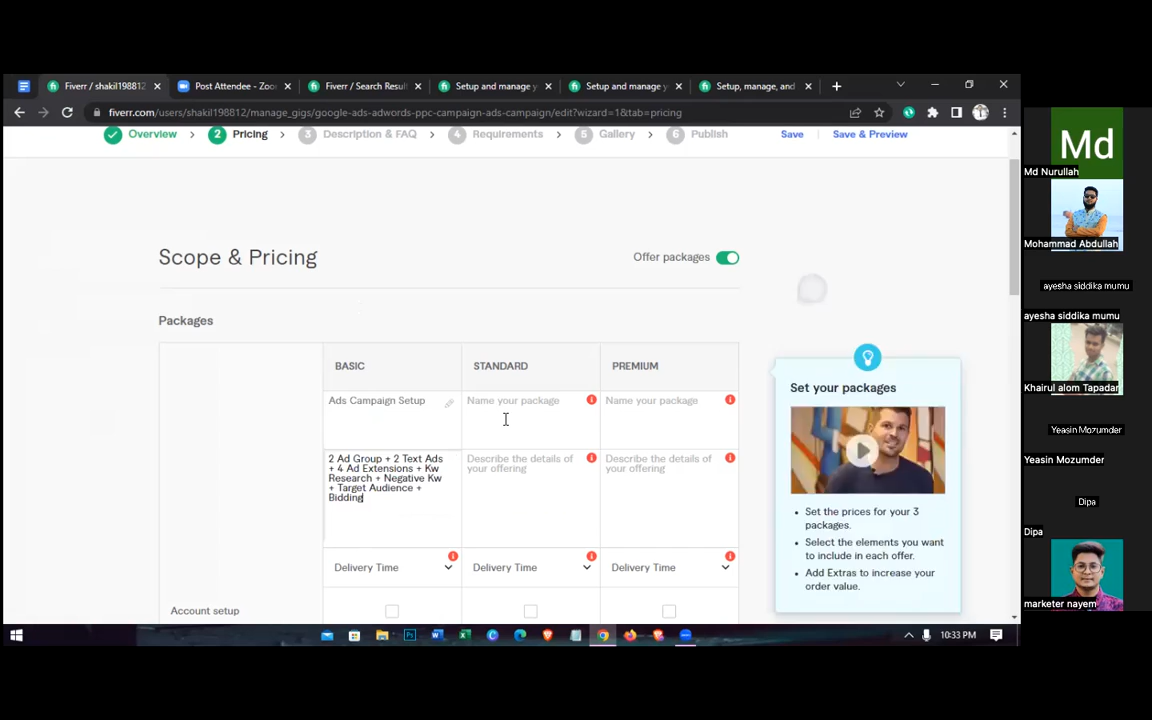 Fiverr / shakil198812
Post Attendee - Zoo
Fiverr / Search Resul
Setup and manage y
Setup and manage y
Setup, manage, and
fiverr.com/users/shakil198812/manage_gigs/google-ads-adwords-ppc-campaign-ads-campaign/edit?wizard=1&tab=pricing
Overview
2 Pricing
3 Description & FAQ
4 Requirements
5 Gallery
6 Publish
Save
Save & Preview
Scope & Pricing
Offer packages
Packages
BASIC
STANDARD
PREMIUM
Ads Campaign Setup
Name your package
Name your package
2 Ad Group + 2 Text Ads
+ 4 Ad Extensions + Kw
Research + Negative Kw
+ Target Audience +
Bidding
Describe the details of
your offering
Describe the details of
your offering
Delivery Time
Delivery Time
Delivery Time
Account setup
Set your packages
Set the prices for your 3
packages.
Select the elements you want
to include in each offer.
Add Extras to increase your
order value.
10:33 PM
Md
Md Nurullah
Mohammad Abdullah
ayesha siddika mumu
ayesha siddika mumu
Khairul alom Tapadar
Yeasin Mozumder
Yeasin Mozumder
Dipa
Dipa
marketer nayem